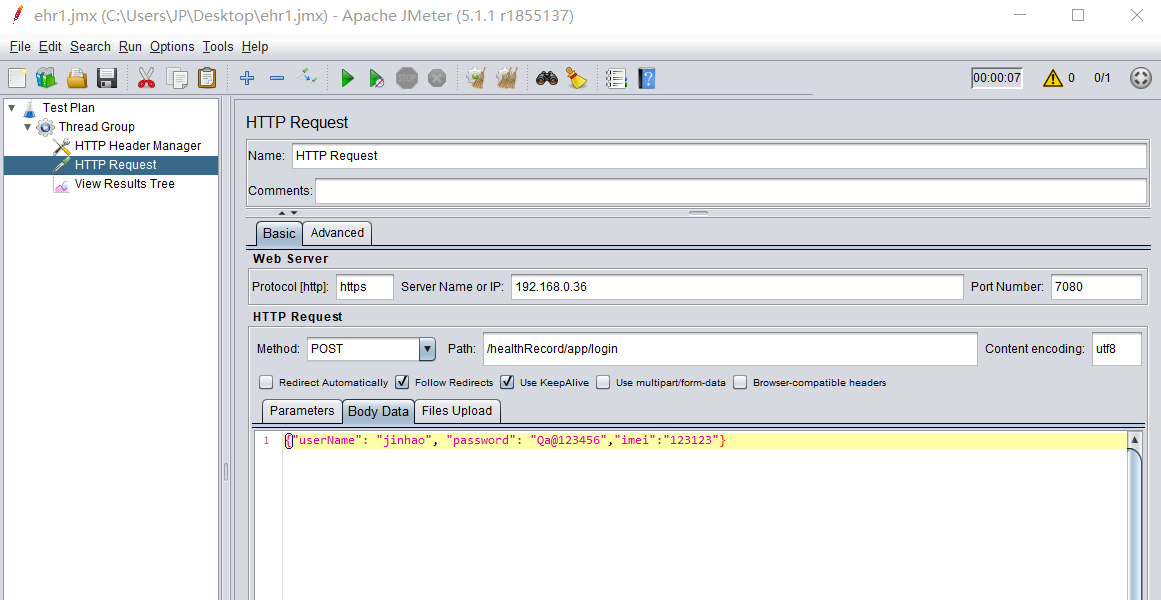 ehr1.jmx (C:\Users\JP\Desktop\ehr1.jmx) - Apache JMeter (5.1.1 r1855137)
File Edit Search Run Options Tools Help
STOP 00:00:07 0 0/1
Test Plan
Thread Group
HTTP Header Manager
HTTP Request
View Results Tree
HTTP Request
Name: HTTP Request
Comments:
Basic Advanced
Web Server
Protocol [http]: https Server Name or IP: 192.168.0.36 Port Number: 7080
HTTP Request
Method: POST Path: /healthRecord/app/login Content encoding: utf8
Redirect Automatically Follow Redirects Use KeepAlive Use multipart/form-data Browser-compatible headers
Parameters Body Data Files Upload
1 {"userName": "jinhao", "password": "Qa@123456","imei":"123123"}